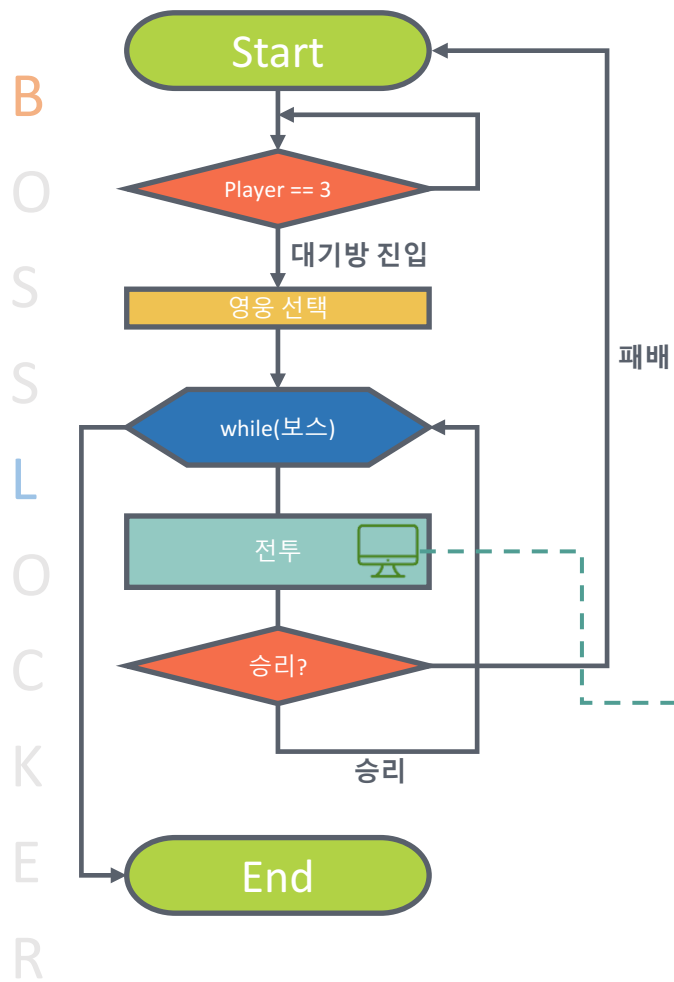 B
O
S
S
L
O
C
K
E
R
Start
Player == 3
대기방 진입
영웅 선택
while(보스)
패배
전투
승리?
승리
End